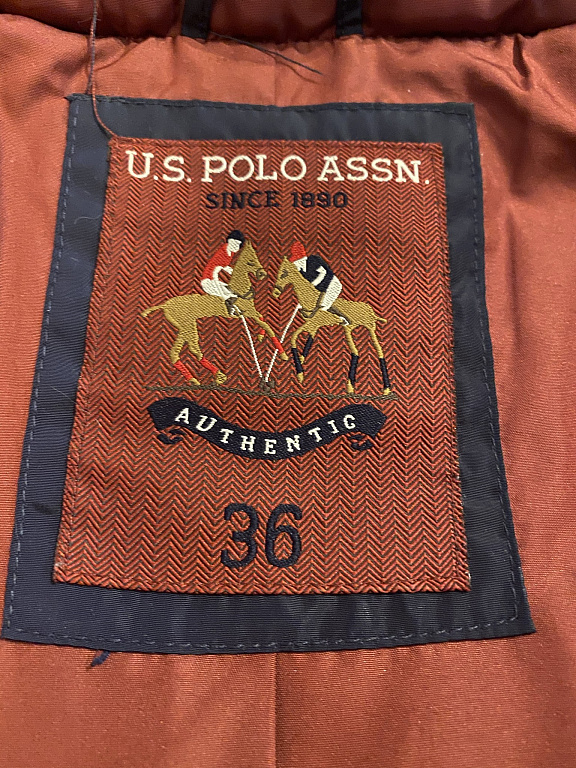 U.S. POLO ASSN.
SINCE 1890
AUTHENTIC
36